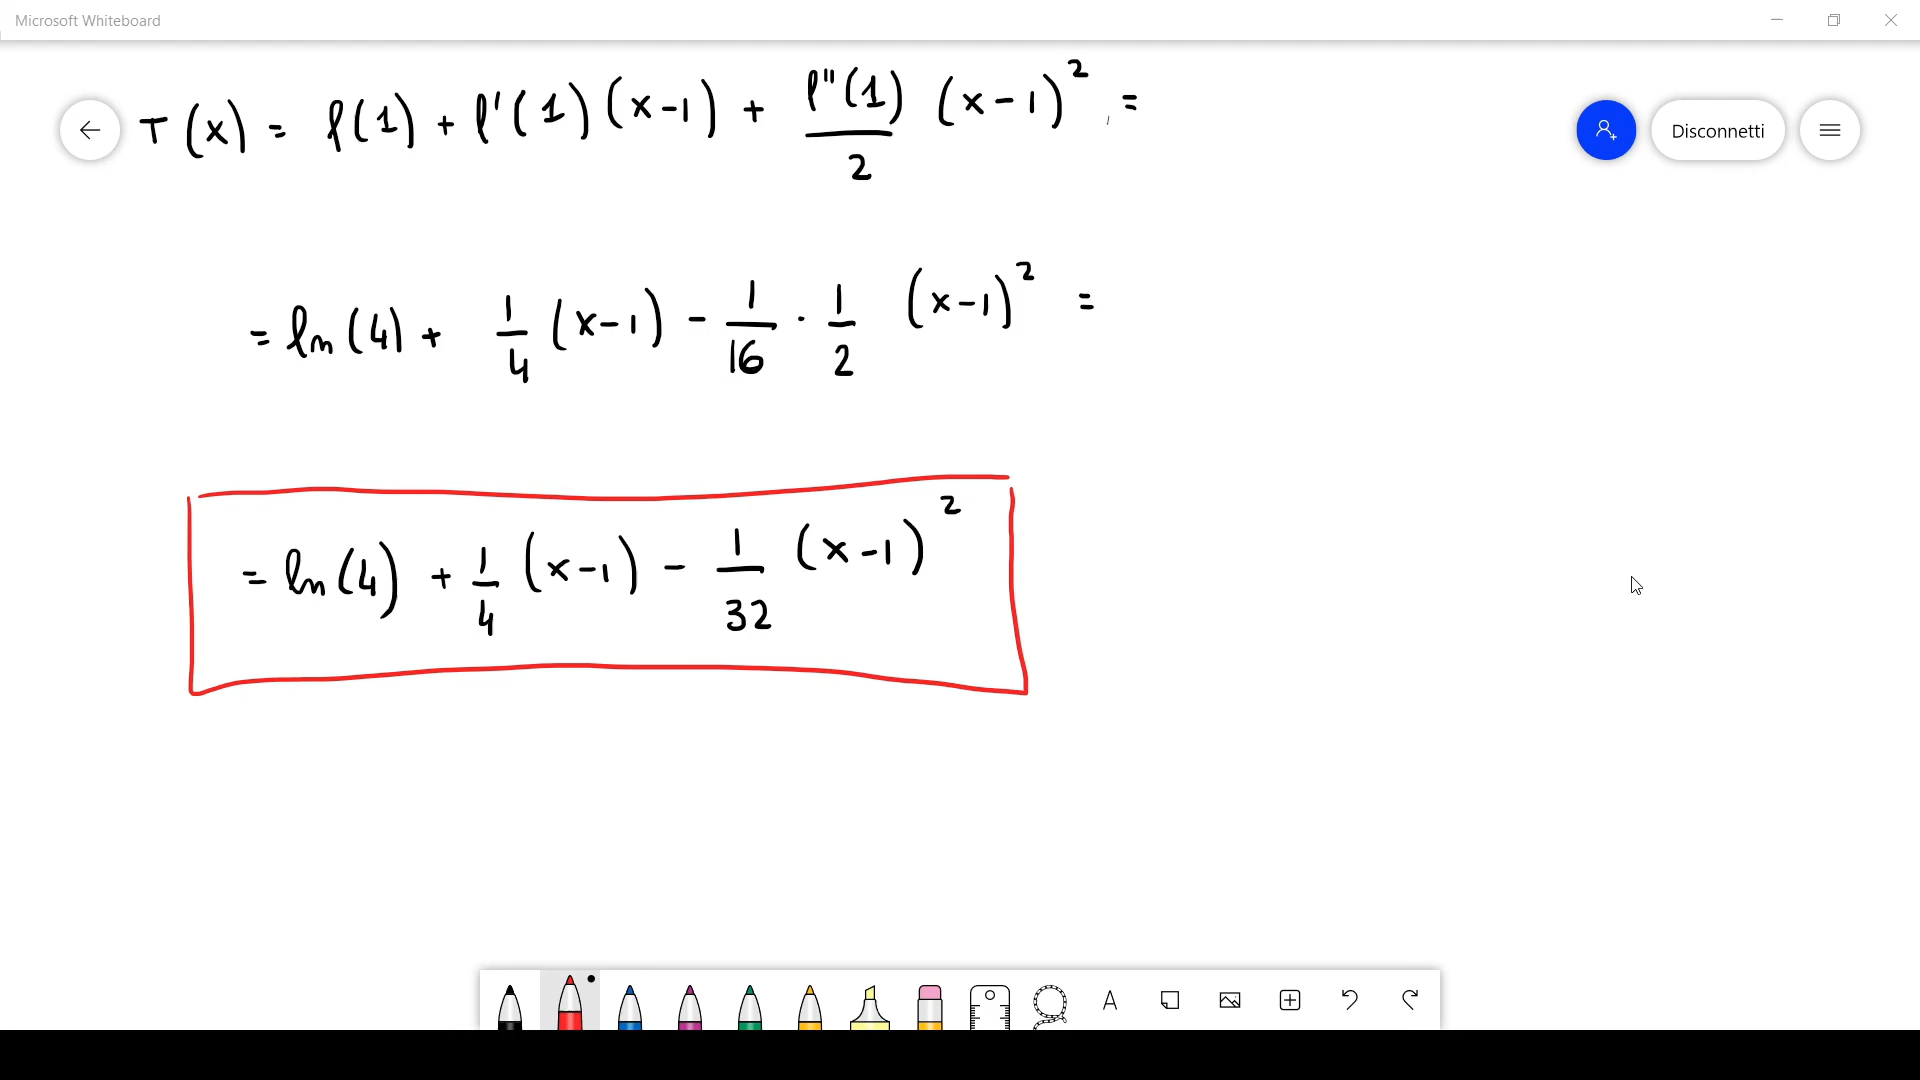 Microsoft Whiteboard
T(x) = f(1) + f'(1)(x-1) + f''(1)/2 (x-1)² =
Disconnetti
= ln(4) + 1/4 (x-1) - 1/16 · 1/2 (x-1)² =
= ln(4) + 1/4 (x-1) - 1/32 (x-1)²
A